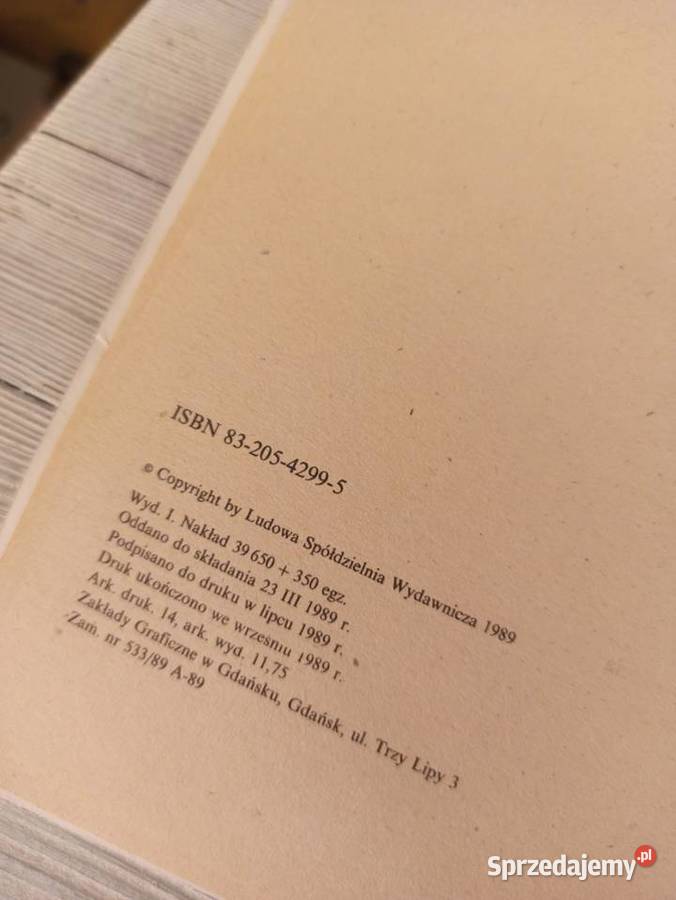 ISBN 83-205-4299-5
© Copyright by Ludowa Spółdzielnia Wydawnicza 1989
Wyd. I. Nakład 39 650 + 350 egz.
Oddano do składania 23 III 1989 r.
Podpisano do druku w lipcu 1989 r.
Druk ukończono we wrześniu 1989 r.
Ark. druk. 14, ark. wyd. 11,75
Zakłady Graficzne w Gdańsku, Gdańsk, ul. Trzy Lipy 3
Zam. nr 533/89 A-89
Sprzedajemy.pl